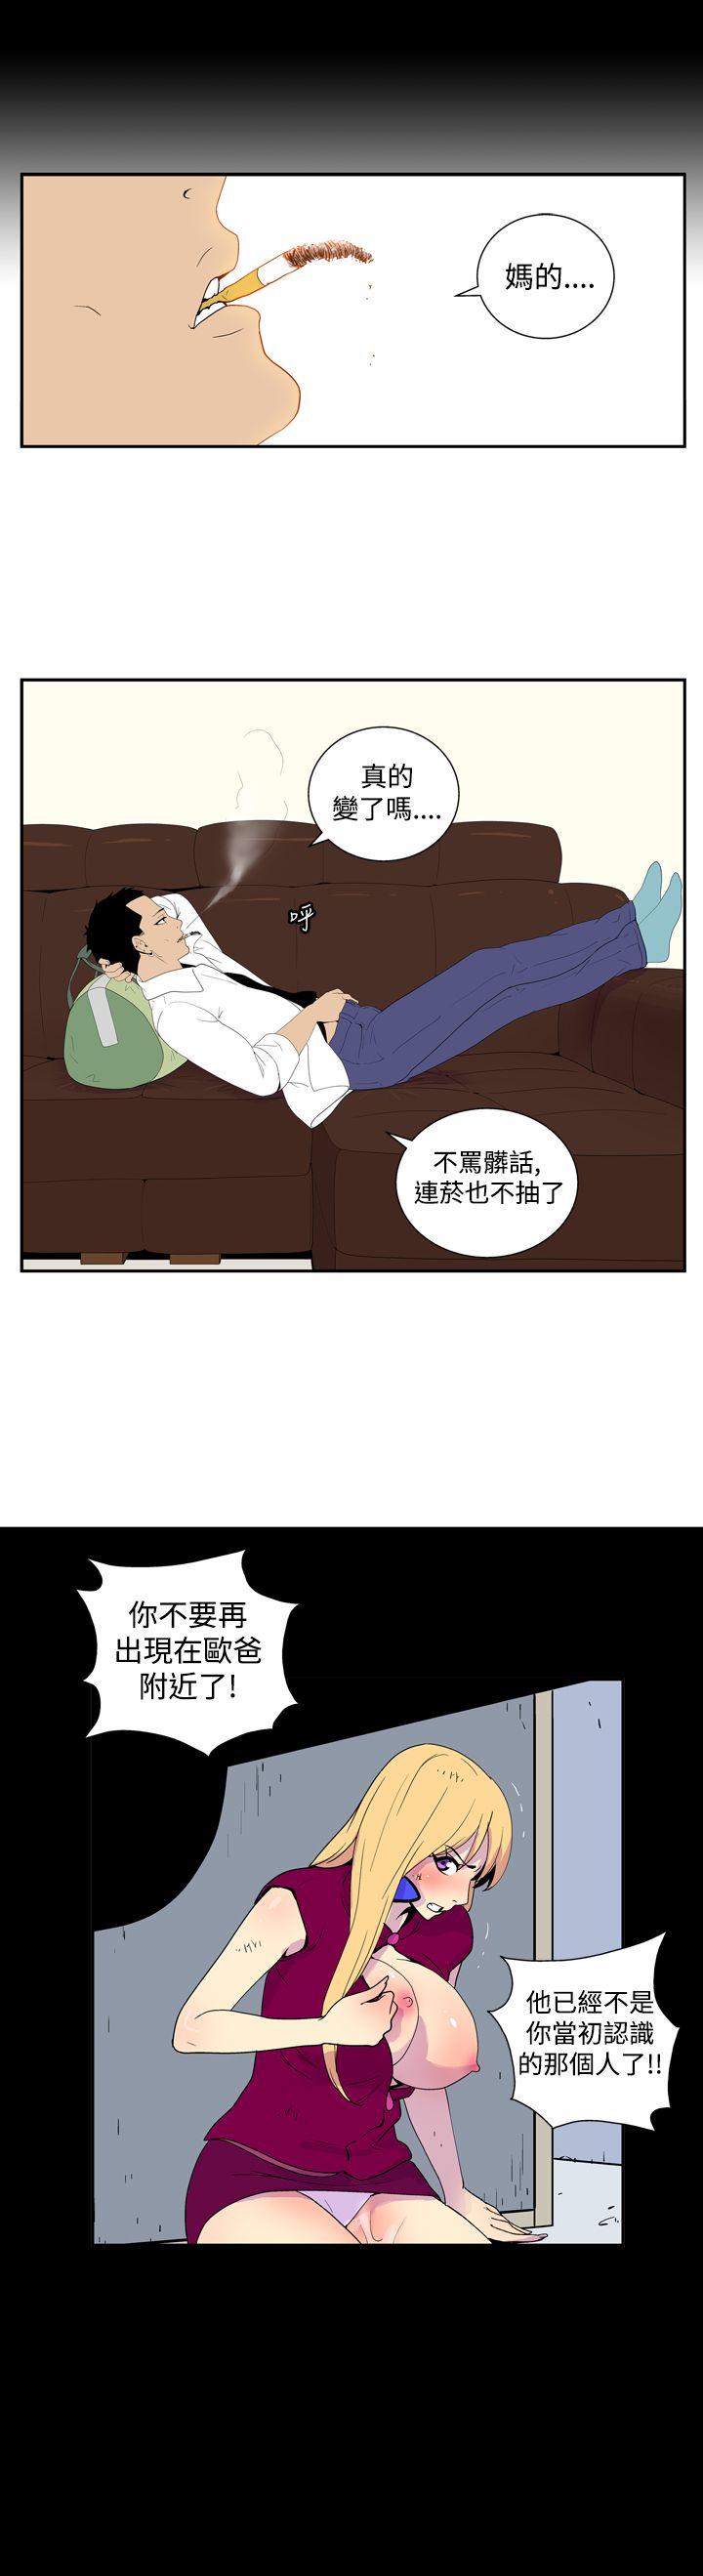 媽的....
真的
變了嗎....
呼
不罵髒話,
連菸也不抽了
你不要再
出現在歐爸
附近了!
他已經不是
你當初認識
的那個人了!!